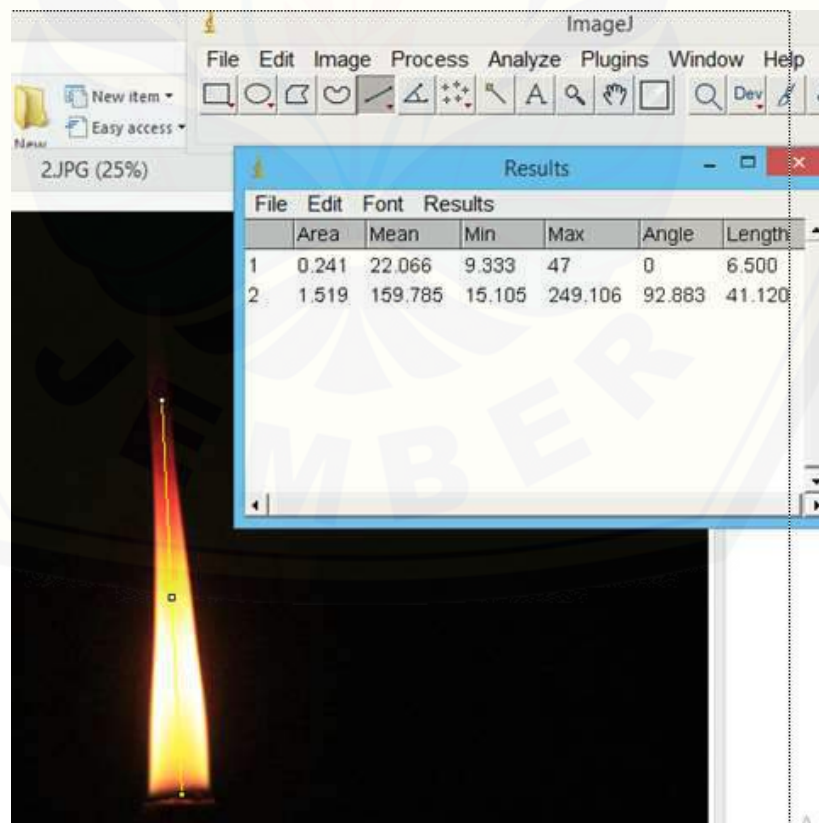 ImageJ
File Edit Image Process Analyze Plugins Window Help
New item
Easy access
New
A
Dev
2.JPG (25%)
Results
File Edit Font Results
Area Mean Min Max Angle Length
1 0.241 22.066 9.333 47 0 6.500
2 1.519 159.785 15.105 249.106 92.883 41.120
JEMBER